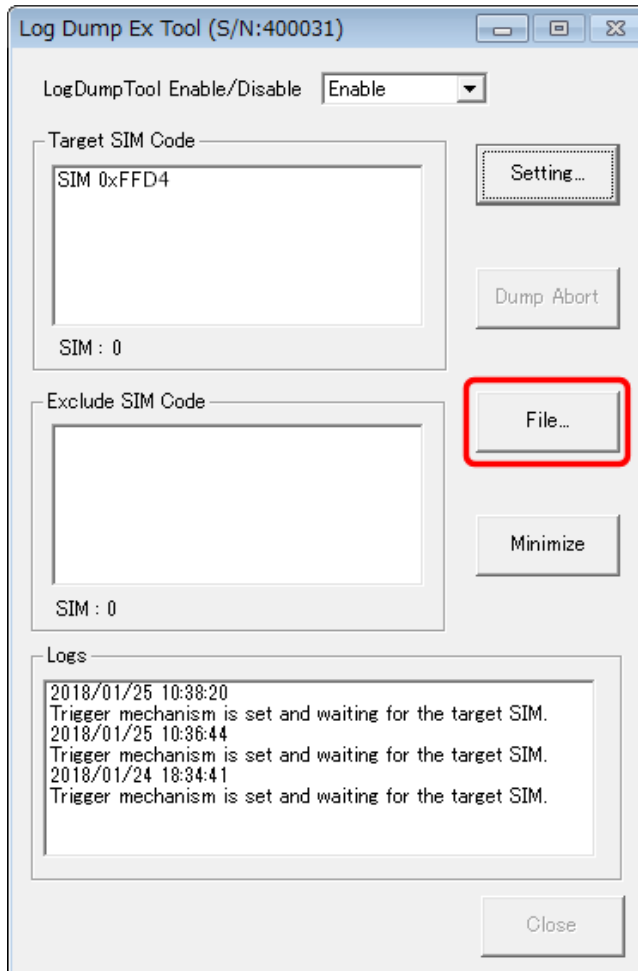 Log Dump Ex Tool (S/N:400031)
LogDumpTool Enable/Disable Enable
Target SIM Code
SIM 0xFFD4
SIM : 0
Setting...
Dump Abort
Exclude SIM Code
SIM : 0
File...
Minimize
Logs
2018/01/25 10:38:20
Trigger mechanism is set and waiting for the target SIM.
2018/01/25 10:36:44
Trigger mechanism is set and waiting for the target SIM.
2018/01/24 18:34:41
Trigger mechanism is set and waiting for the target SIM.
Close